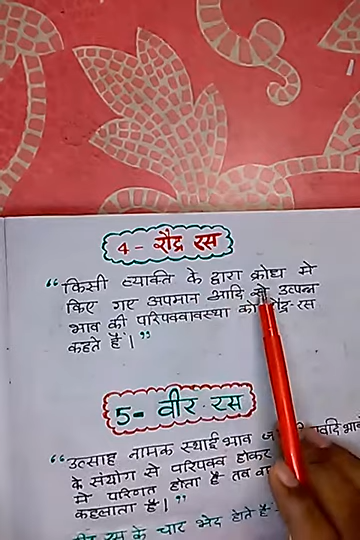 4- रौद्र रस
“ किसी व्यक्ति के द्वारा क्रोध मे
किए गए अपमान आदि से उत्पन्न
भाव की परिपक्वावस्था को रौद्र रस
कहते है। ”
5- वीर रस
“ उत्साह नामक स्थाई भाव
के संयोग से परिपक्व होकर
मे परिणत होता है तब
कहलाता है। ”
वीर रस के चार भेद होते है-